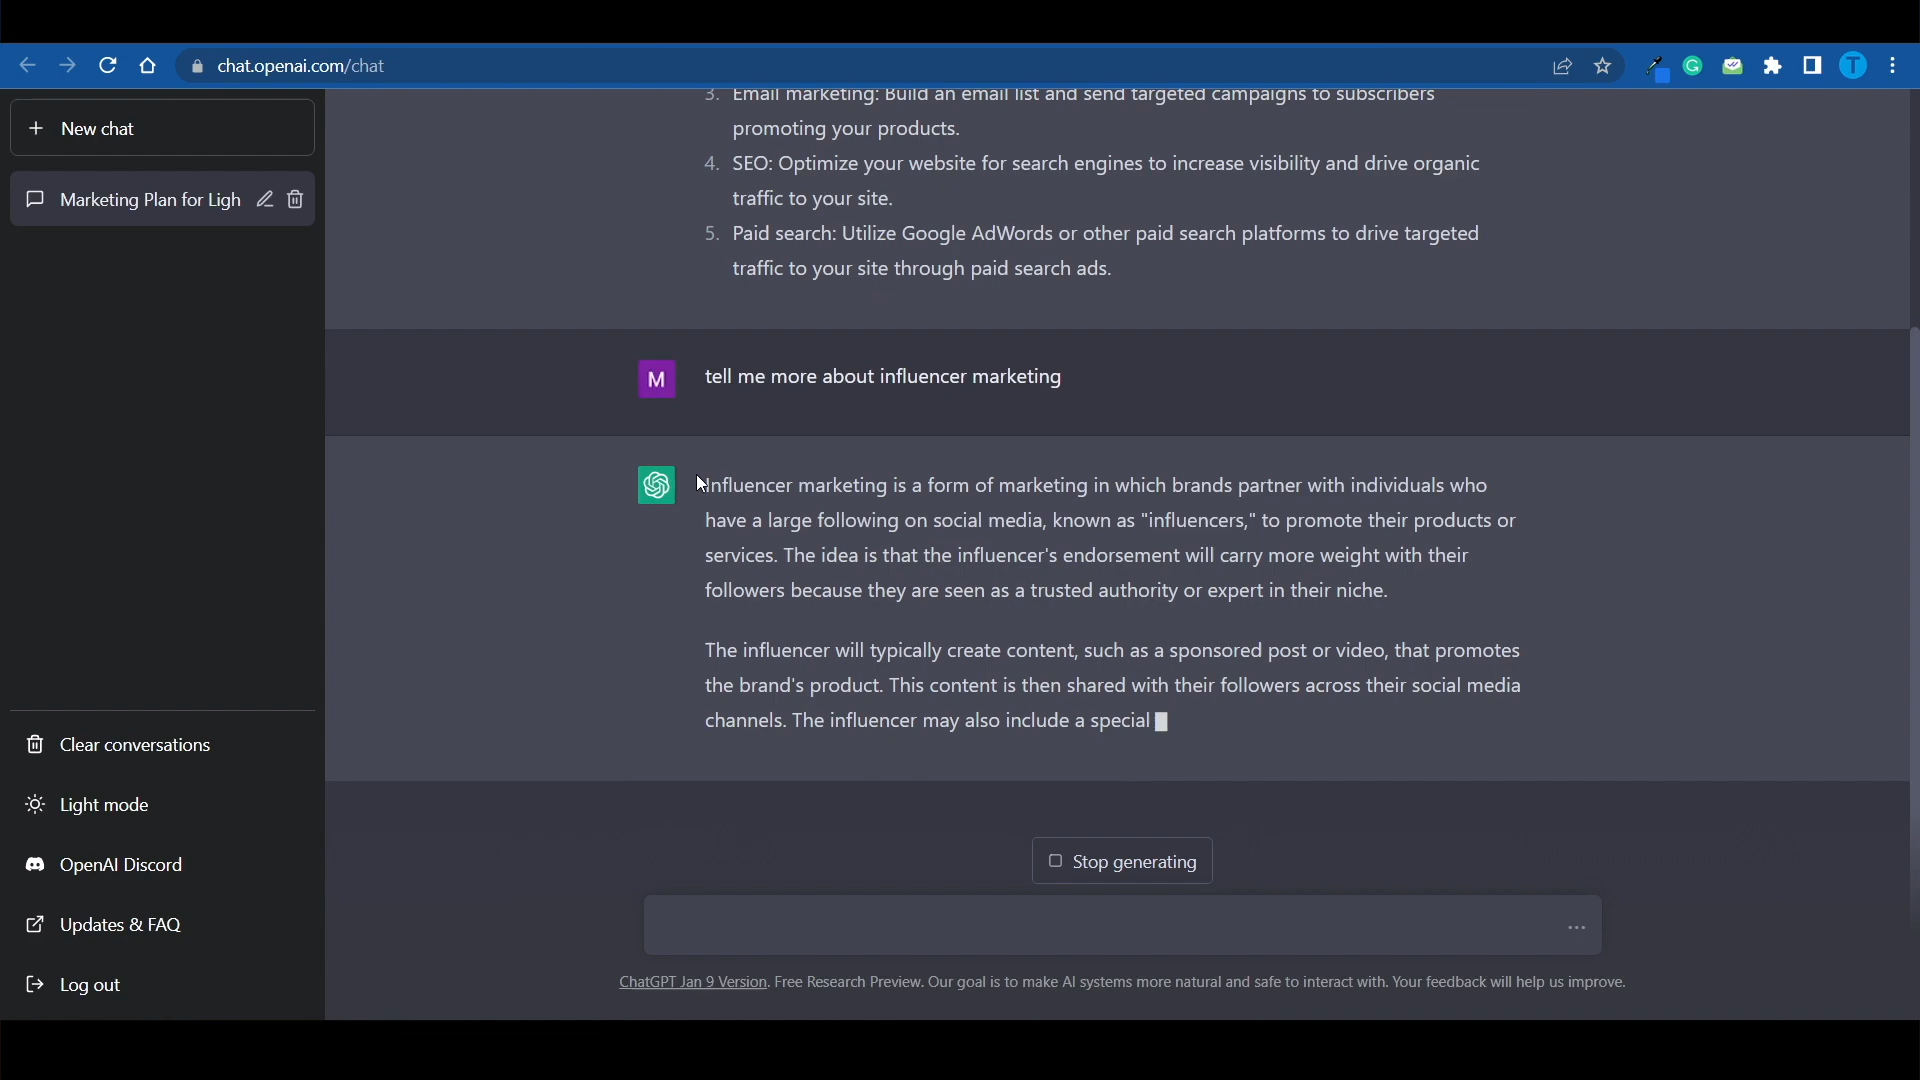 chat.openai.com/chat
T
New chat
Marketing Plan for Ligh
3. Email marketing: Build an email list and send targeted campaigns to subscribers
promoting your products.
4. SEO: Optimize your website for search engines to increase visibility and drive organic
traffic to your site.
5. Paid search: Utilize Google AdWords or other paid search platforms to drive targeted
traffic to your site through paid search ads.
M
tell me more about influencer marketing
Influencer marketing is a form of marketing in which brands partner with individuals who
have a large following on social media, known as "influencers," to promote their products or
services. The idea is that the influencer's endorsement will carry more weight with their
followers because they are seen as a trusted authority or expert in their niche.
The influencer will typically create content, such as a sponsored post or video, that promotes
the brand's product. This content is then shared with their followers across their social media
channels. The influencer may also include a special
Clear conversations
Light mode
OpenAI Discord
Updates & FAQ
Log out
Stop generating
ChatGPT Jan 9 Version. Free Research Preview. Our goal is to make AI systems more natural and safe to interact with. Your feedback will help us improve.